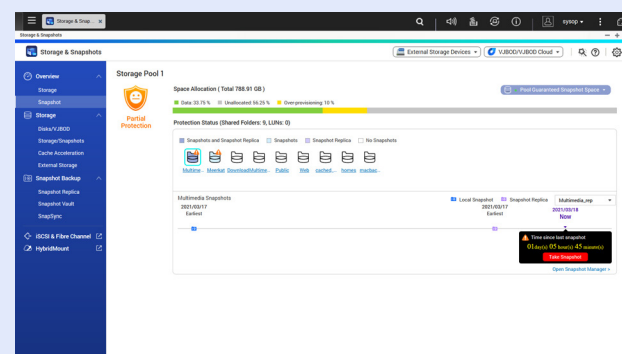 Storage & Snap... x
sysop
Storage & Snapshots
Storage & Snapshots
External Storage Devices
VJBOD/VJBOD Cloud
Overview
Storage
Snapshot
Storage
Disks/VJBOD
Storage/Snapshots
Cache Acceleration
External Storage
Snapshot Backup
Snapshot Replica
Snapshot Vault
SnapSync
iSCSI & Fibre Channel
HybridMount
Storage Pool 1
Partial
Protection
Space Allocation ( Total 788.91 GB )
Pool Guaranteed Snapshot Space
Data: 33.75 % Unallocated: 56.25 % Over-provisioning: 10 %
Protection Status (Shared Folders: 9, LUNs: 0)
Snapshots and Snapshot Replica Snapshots Snapshot Replica No Snapshots
Multime... Meerkat Download Multime... Public Web cached... homes macbac...
Multimedia Snapshots
Local Snapshot Snapshot Replica Multimedia_rep
2021/03/17
Earliest
2021/03/17
Earliest
2021/03/18
Now
Time since last snapshot
01day(s) 05 hour(s) 45 minute(s)
Take Snapshot
Open Snapshot Manager »